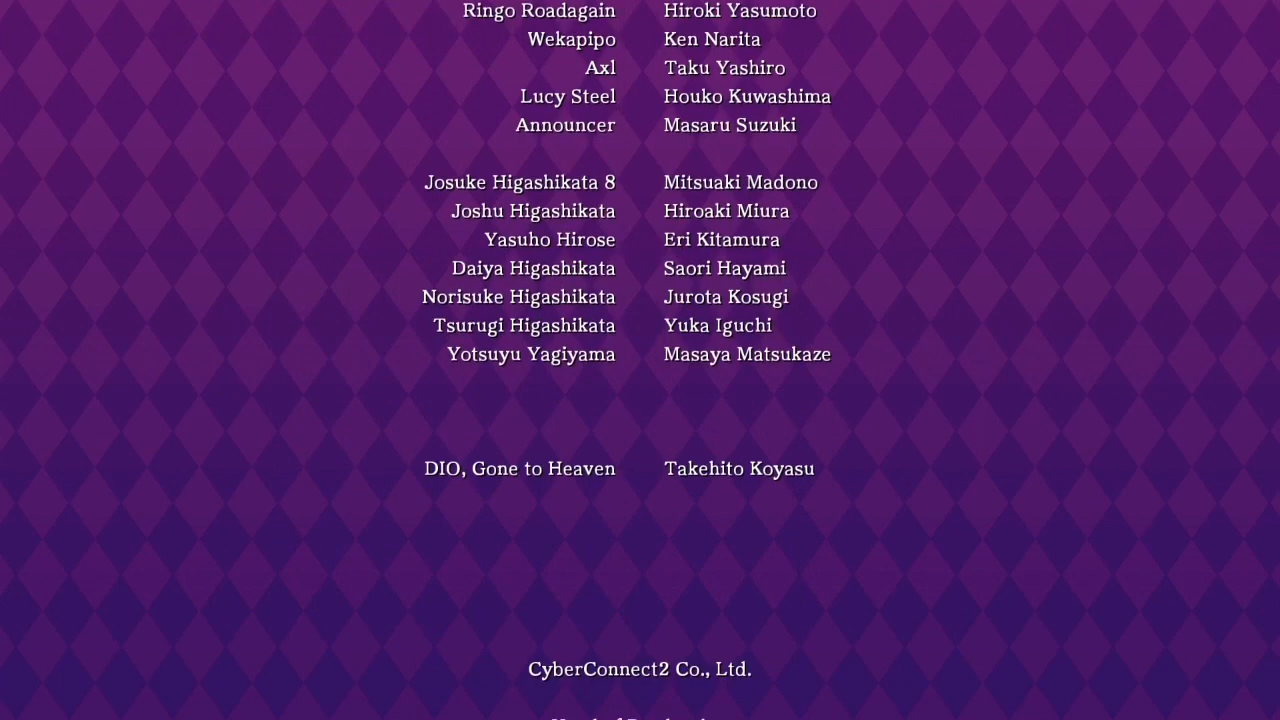 Ringo Roadagain Hiroki Yasumoto
Wekapipo Ken Narita
Axl Taku Yashiro
Lucy Steel Houko Kuwashima
Announcer Masaru Suzuki
Josuke Higashikata 8 Mitsuaki Madono
Joshu Higashikata Hiroaki Miura
Yasuho Hirose Eri Kitamura
Daiya Higashikata Saori Hayami
Norisuke Higashikata Jurota Kosugi
Tsurugi Higashikata Yuka Iguchi
Yotsuyu Yagiyama Masaya Matsukaze
DIO, Gone to Heaven Takehito Koyasu
CyberConnect2 Co., Ltd.